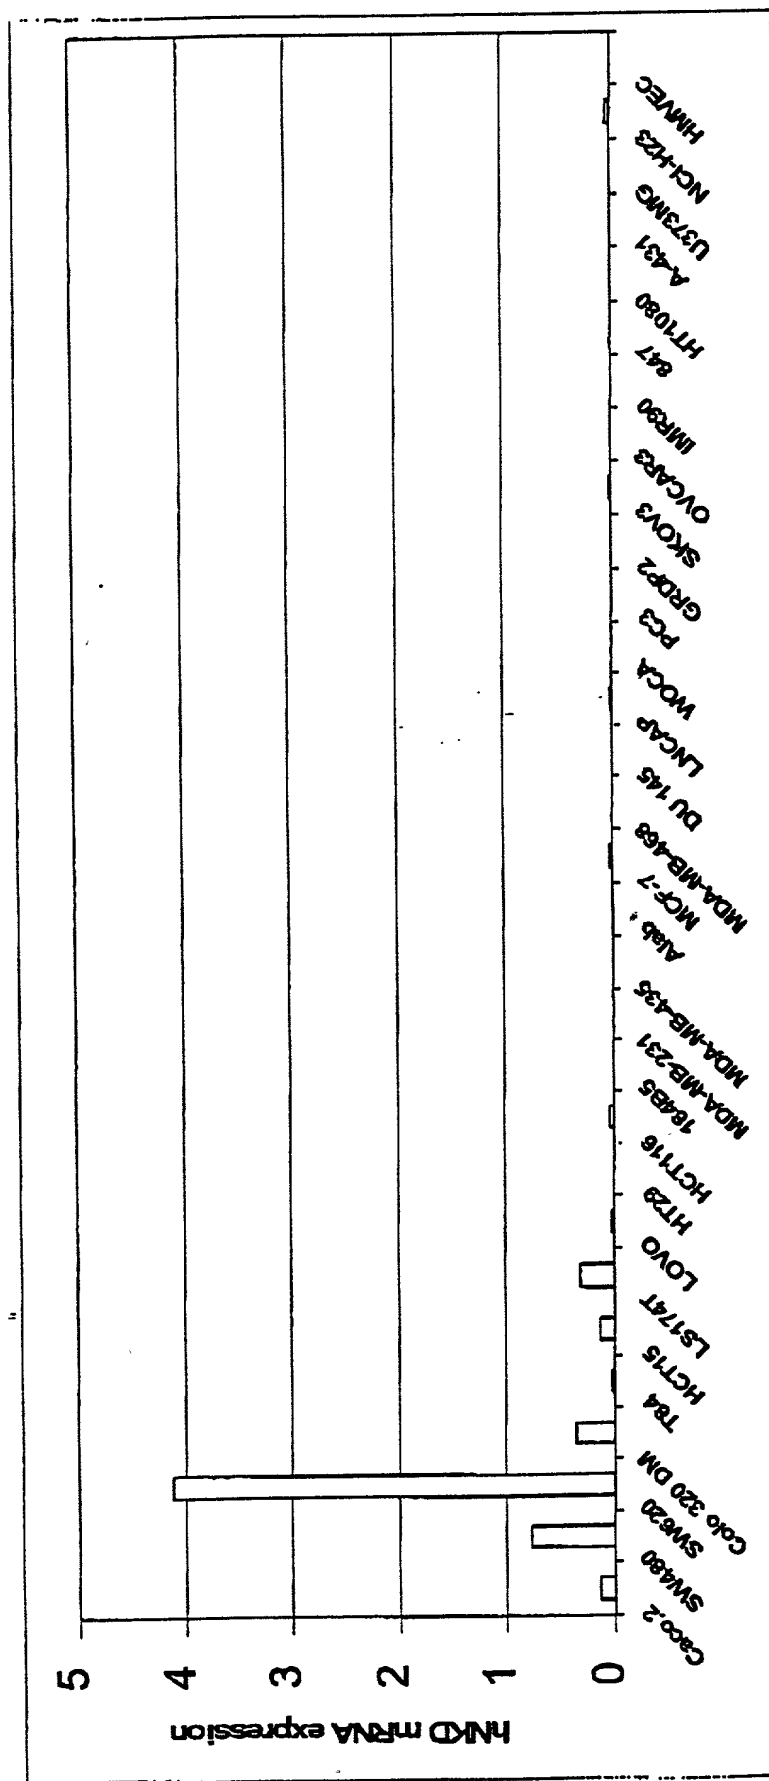 hNKD mRNA expression
5
4
3
2
1
0
Caco.2
SW480
SW620
Colo 320 DM
T84
HCT15
LS174T
LOVO
HT29
HCT116
184B5
MDA-MB-231
MDA-MB-435
Alab
MCF-7
MDA-MB-468
DU 145
LNCAP
WOCA
PC3
GRDP2
SKOV3
OVCAR3
IMR90
847
HT1080
A-431
U373MG
NCI-H23
HMVEC